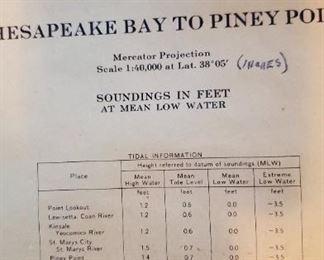 HESAPEAKE BAY TO PINEY POI
Mercator Projection
Scale 1:40,000 at Lat. 38°05' (INCHES)
SOUNDINGS IN FEET
AT MEAN LOW WATER
TIDAL INFORMATION
Place
Height referred to datum of soundings (MLW)
Mean High Water Mean Tide Level Mean Low Water Extreme Low Water
feet feet feet feet
Point Lookout 1.2 0.6 0.0 -3.5
Lewisetta, Coan River 1.2 0.6 0.0 -3.5
Kinsale
Yeocomico River 1.2 0.6 0.0 -3.5
St. Marys City
St. Marys River 1.5 0.7 0.0 -3.5
Piney Point 1.4 0.7 0.0 -3.5